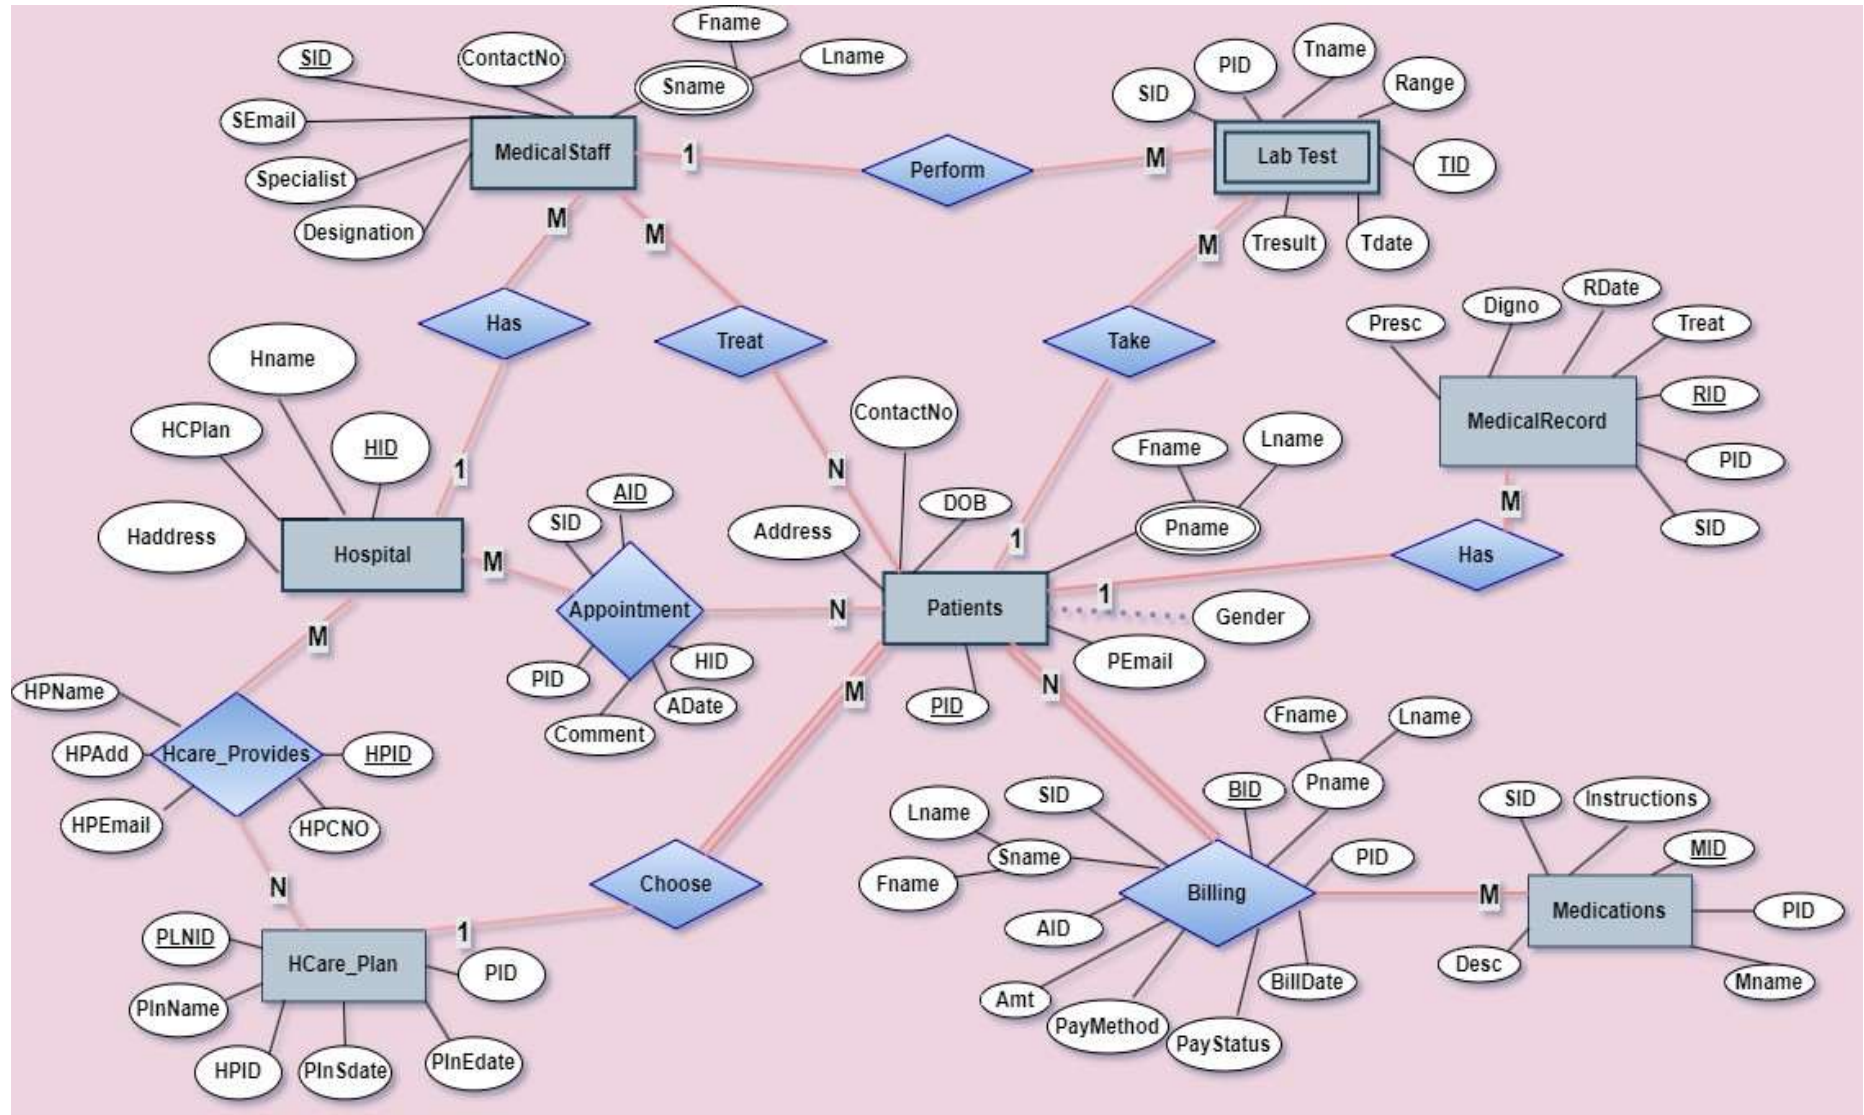 Fname
SID
ContactNo
Lname
Sname
SEmail
MedicalStaff
Specialist
Designation
1
Perform
M
Tname
PID
Range
SID
Lab Test
TID
Tresult
Tdate
M
M
M
Has
Treat
Take
RDate
Digno
Presc
Treat
RID
MedicalRecord
PID
SID
M
Hname
HCPlan
HID
Haddress
Hospital
1
N
ContactNo
Fname
Lname
DOB
Address
Pname
1
AID
SID
M
Appointment
N
Patients
1
Has
Gender
PEmail
PID
HID
PID
ADate
Comment
M
M
N
HPName
HPAdd
Hcare_Provides
HPID
HPEmail
HPCNO
N
Choose
1
PLNID
HCare_Plan
PID
PlnName
HPID
PlnSdate
PlnEdate
Fname
Lname
Pname
BID
SID
Lname
Sname
Fname
PID
Billing
AID
Amt
PayMethod
PayStatus
BillDate
M
SID
Instructions
MID
Medications
PID
Desc
Mname